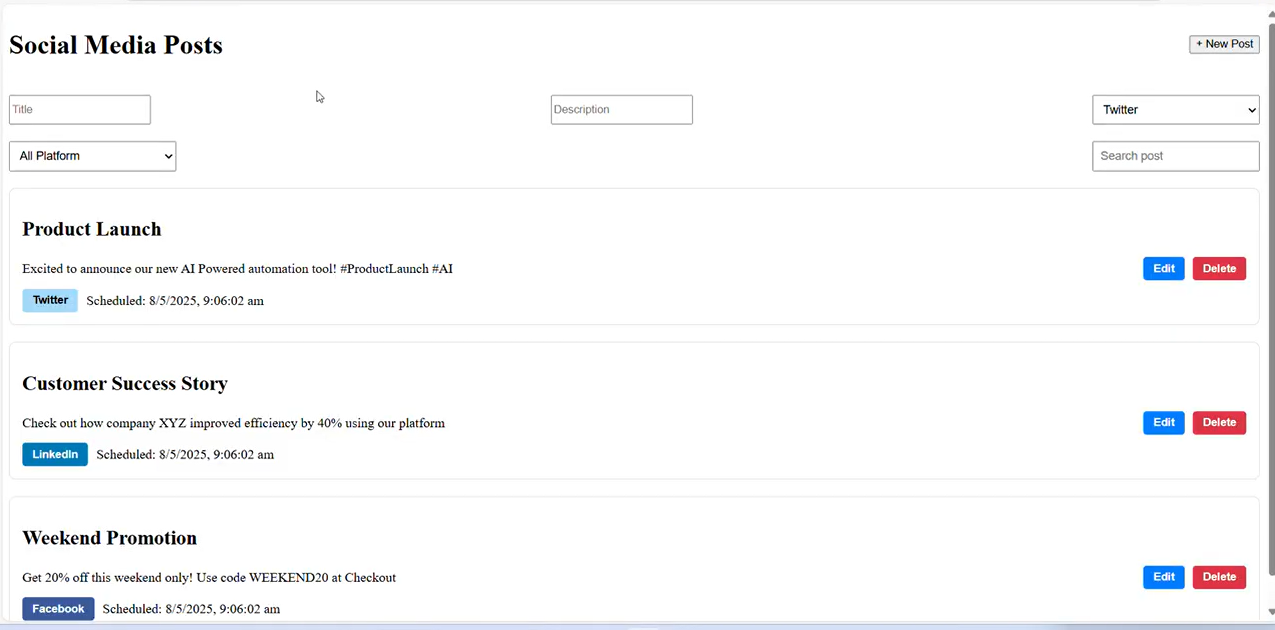 Social Media Posts
+ New Post
Title
Description
Twitter
All Platform
Search post
Product Launch
Excited to announce our new AI Powered automation tool! #ProductLaunch #AI
Edit
Delete
Twitter
Scheduled: 8/5/2025, 9:06:02 am
Customer Success Story
Check out how company XYZ improved efficiency by 40% using our platform
Edit
Delete
LinkedIn
Scheduled: 8/5/2025, 9:06:02 am
Weekend Promotion
Get 20% off this weekend only! Use code WEEKEND20 at Checkout
Edit
Delete
Facebook
Scheduled: 8/5/2025, 9:06:02 am